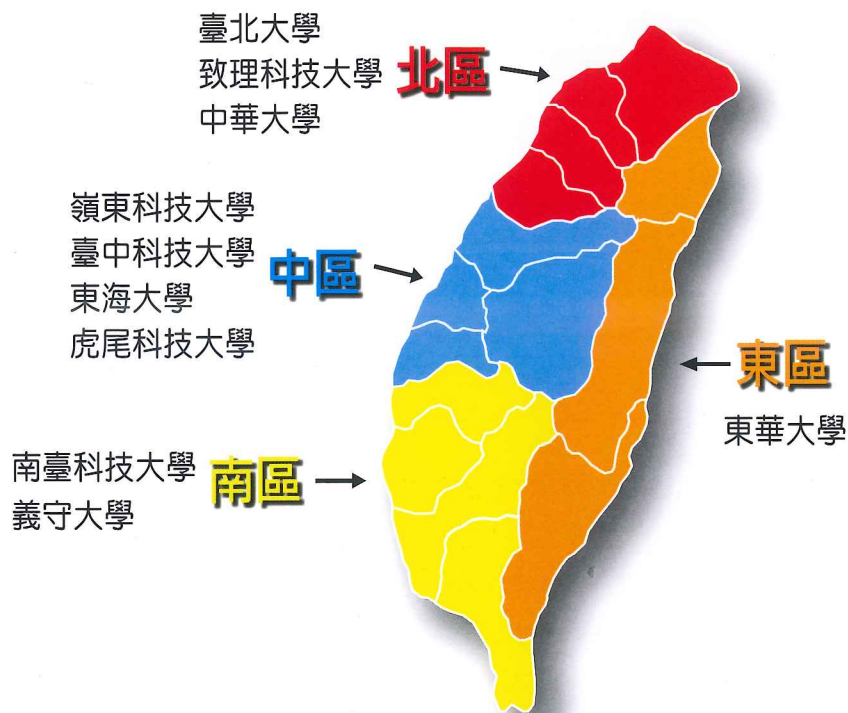 臺北大學
致理科技大學
中華大學
北區
嶺東科技大學
臺中科技大學
東海大學
虎尾科技大學
中區
東區
東華大學
南臺科技大學
義守大學
南區